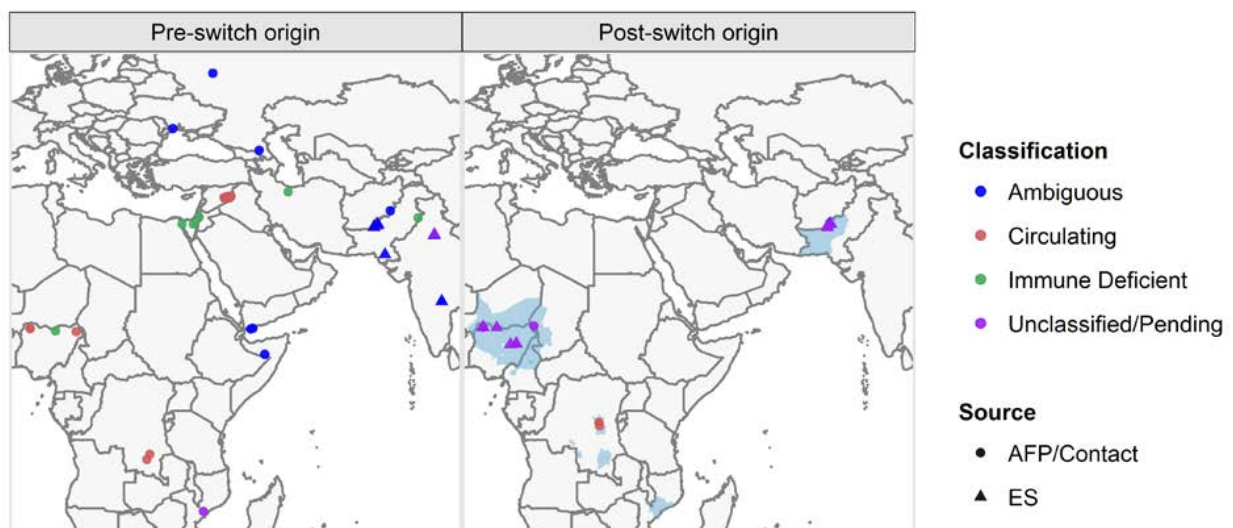 Pre-switch origin
Post-switch origin
Classification
Ambiguous
Circulating
Immune Deficient
Unclassified/Pending
Source
AFP/Contact
ES